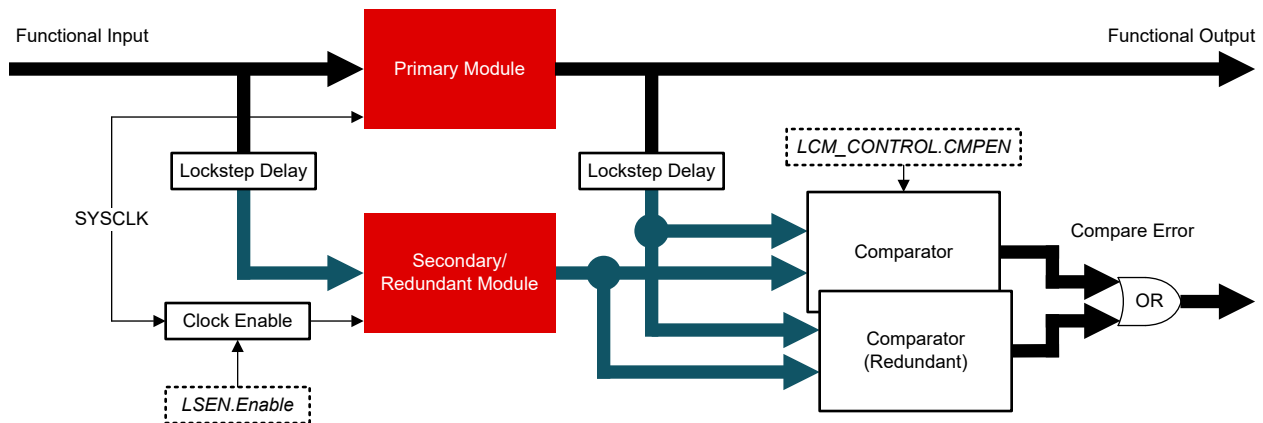 Functional Input
Functional Output
Primary Module
LCM_CONTROL.CMPEN
Lockstep Delay
Lockstep Delay
SYSCLK
Secondary/
Redundant Module
Comparator
Compare Error
Clock Enable
OR
Comparator
(Redundant)
LSEN.Enable